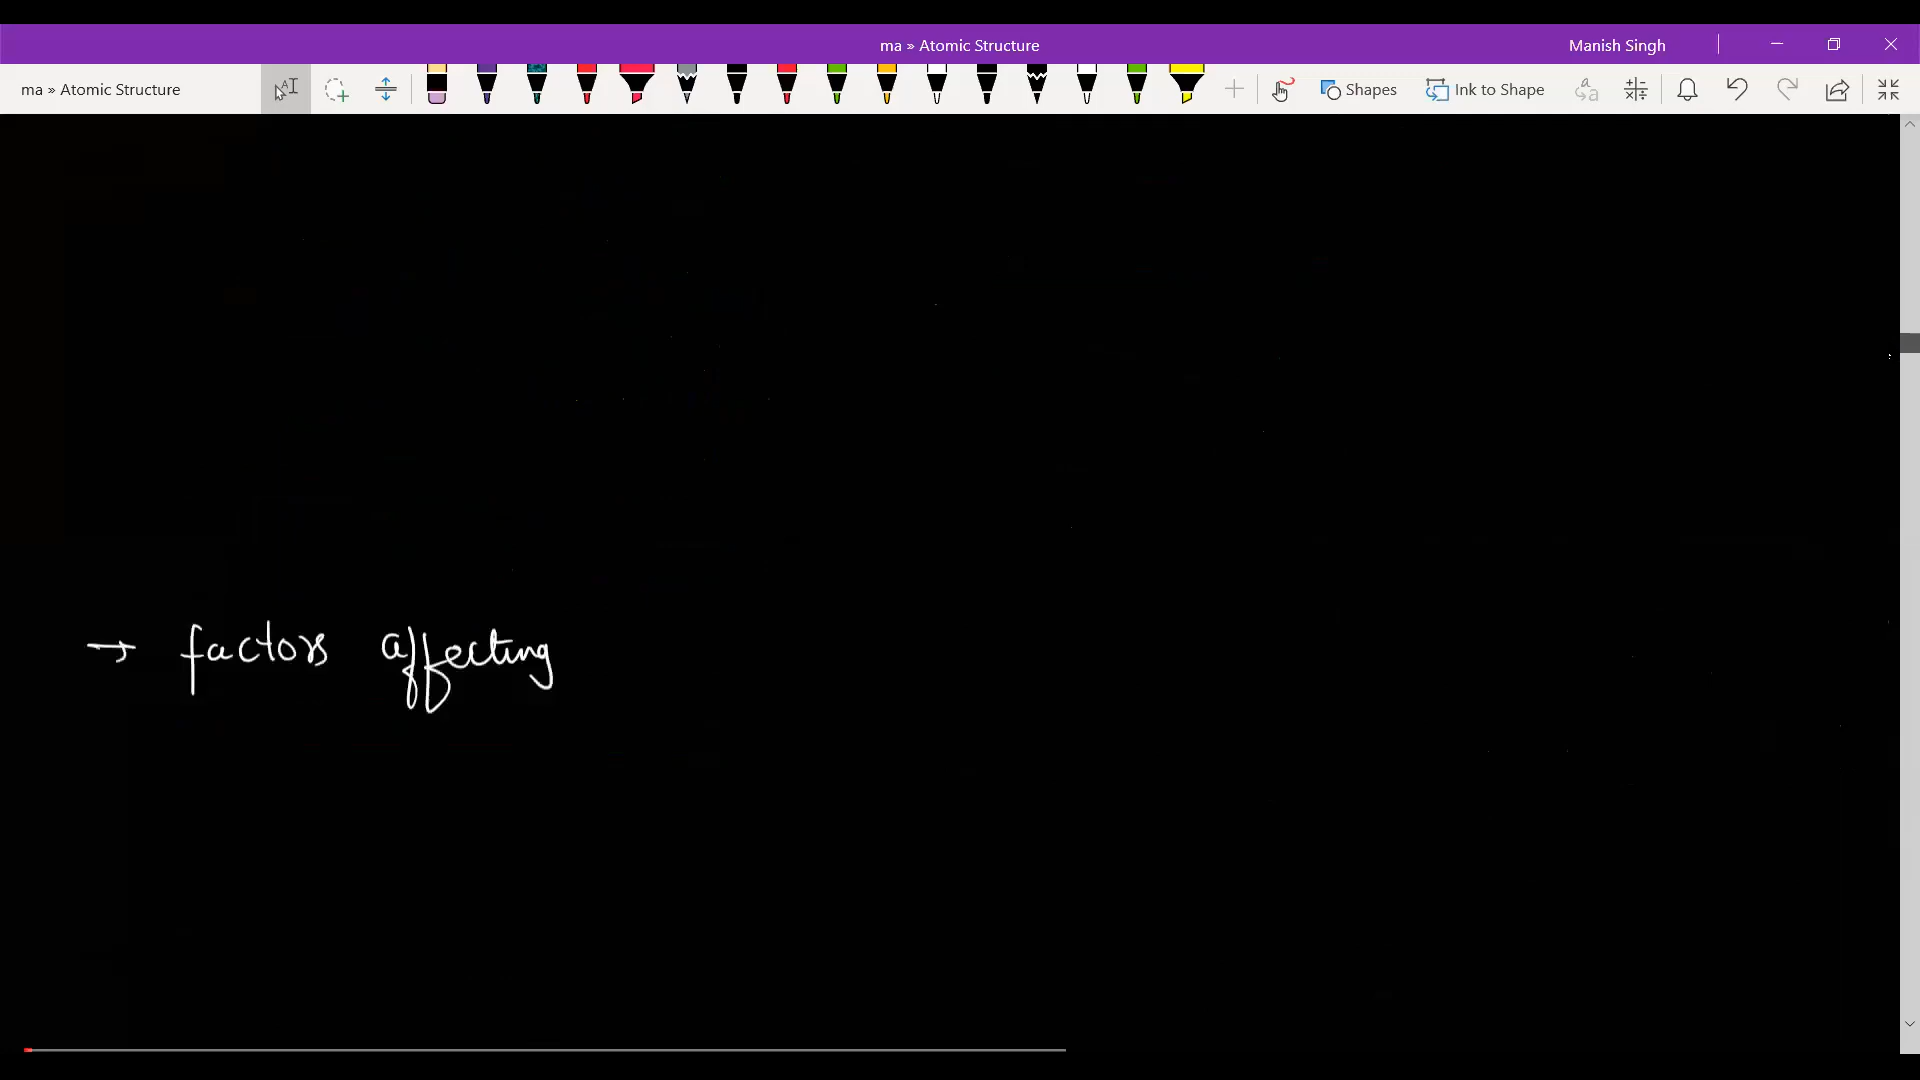 ma » Atomic Structure
Manish Singh
ma » Atomic Structure
Shapes
Ink to Shape
→ factors affecting